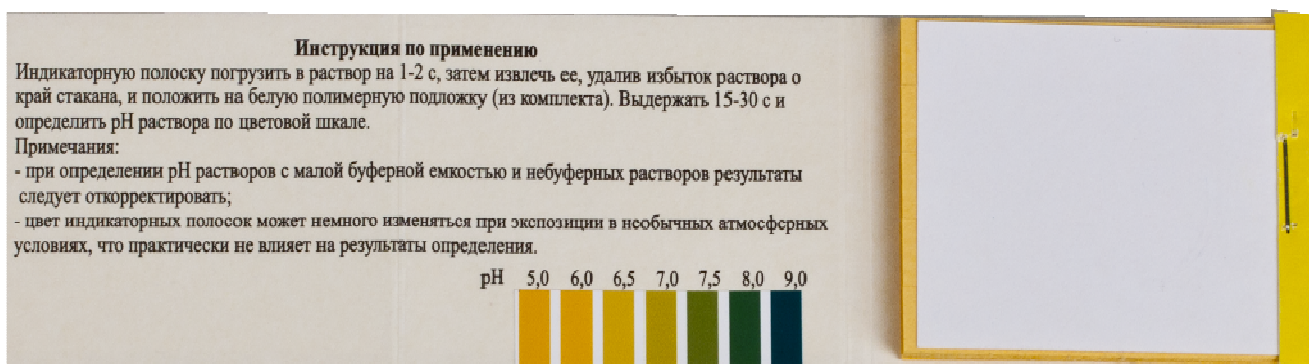 Инструкция по применению
Индикаторную полоску погрузить в раствор на 1-2 с, затем извлечь ее, удалив избыток раствора о
край стакана, и положить на белую полимерную подложку (из комплекта). Выдержать 15-30 с и
определить pH раствора по цветовой шкале.
Примечания:
- при определении pH растворов с малой буферной емкостью и небуферных растворов результаты
следует откорректировать;
- цвет индикаторных полосок может немного изменяться при экспозиции в необычных атмосферных
условиях, что практически не влияет на результаты определения.
pH 5,0 6,0 6,5 7,0 7,5 8,0 9,0